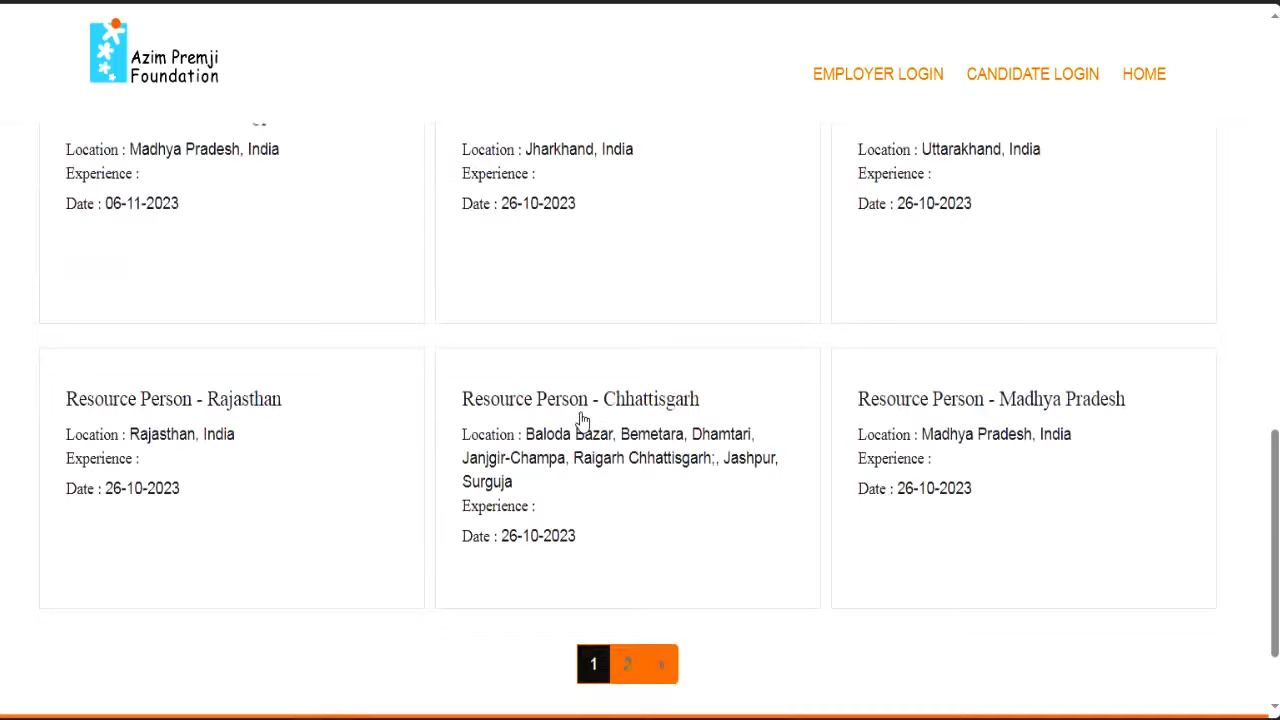 Azim Premji
Foundation
EMPLOYER LOGIN CANDIDATE LOGIN HOME
Location : Madhya Pradesh, India
Experience :
Date : 06-11-2023
Location : Jharkhand, India
Experience :
Date : 26-10-2023
Location : Uttarakhand, India
Experience :
Date : 26-10-2023
Resource Person - Rajasthan
Location : Rajasthan, India
Experience :
Date : 26-10-2023
Resource Person - Chhattisgarh
Location : Baloda Bazar, Bemetara, Dhamtari,
Janjgir-Champa, Raigarh Chhattisgarh;, Jashpur,
Surguja
Experience :
Date : 26-10-2023
Resource Person - Madhya Pradesh
Location : Madhya Pradesh, India
Experience :
Date : 26-10-2023
1 2 »